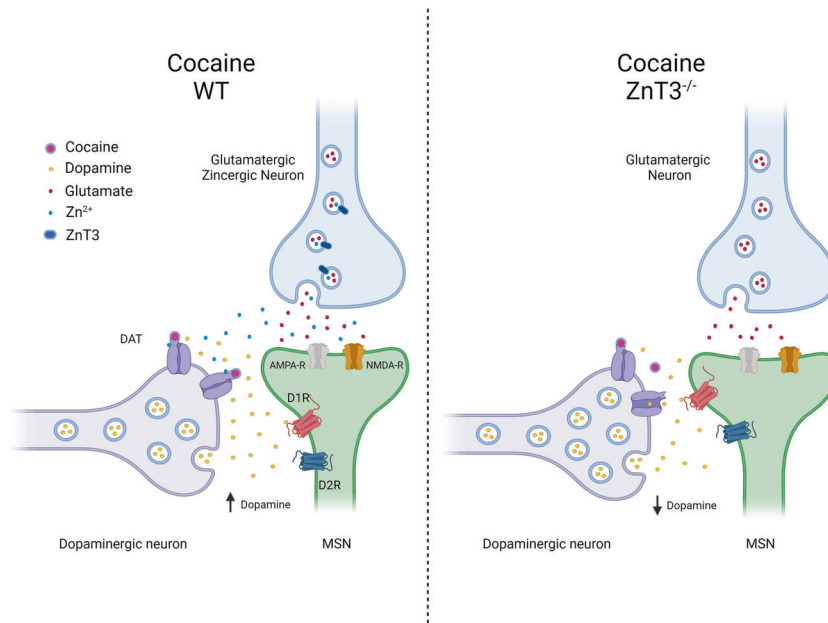 Cocaine
WT
Cocaine
Dopamine
Glutamate
Zn²⁺
ZnT3
Glutamatergic
Zincergic Neuron
DAT
AMPA-R
NMDA-R
D1R
D2R
↑ Dopamine
Dopaminergic neuron
MSN
Cocaine
ZnT3⁻/⁻
Glutamatergic
Neuron
↓ Dopamine
Dopaminergic neuron
MSN